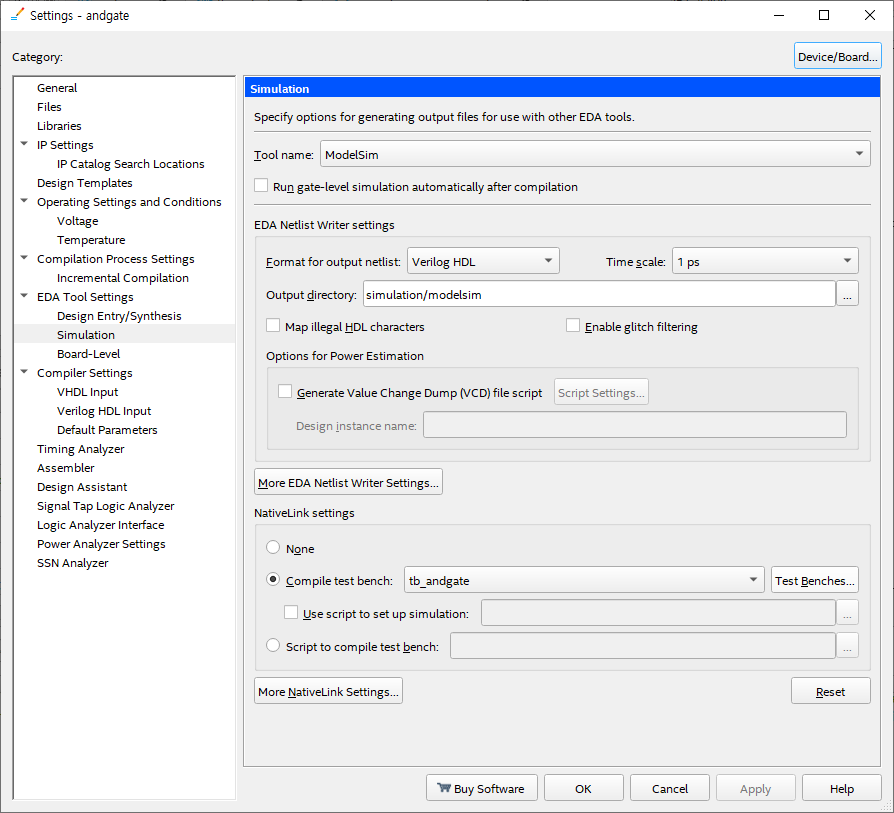 Settings - andgate
Category:
Device/Board...
General
Files
Libraries
IP Settings
IP Catalog Search Locations
Design Templates
Operating Settings and Conditions
Voltage
Temperature
Compilation Process Settings
Incremental Compilation
EDA Tool Settings
Design Entry/Synthesis
Simulation
Board-Level
Compiler Settings
VHDL Input
Verilog HDL Input
Default Parameters
Timing Analyzer
Assembler
Design Assistant
Signal Tap Logic Analyzer
Logic Analyzer Interface
Power Analyzer Settings
SSN Analyzer
Simulation
Specify options for generating output files for use with other EDA tools.
Tool name: ModelSim
Run gate-level simulation automatically after compilation
EDA Netlist Writer settings
Format for output netlist: Verilog HDL Time scale: 1 ps
Output directory: simulation/modelsim ...
Map illegal HDL characters Enable glitch filtering
Options for Power Estimation
Generate Value Change Dump (VCD) file script Script Settings...
Design instance name:
More EDA Netlist Writer Settings...
NativeLink settings
None
Compile test bench: tb_andgate Test Benches...
Use script to set up simulation: ...
Script to compile test bench: ...
More NativeLink Settings... Reset
Buy Software OK Cancel Apply Help